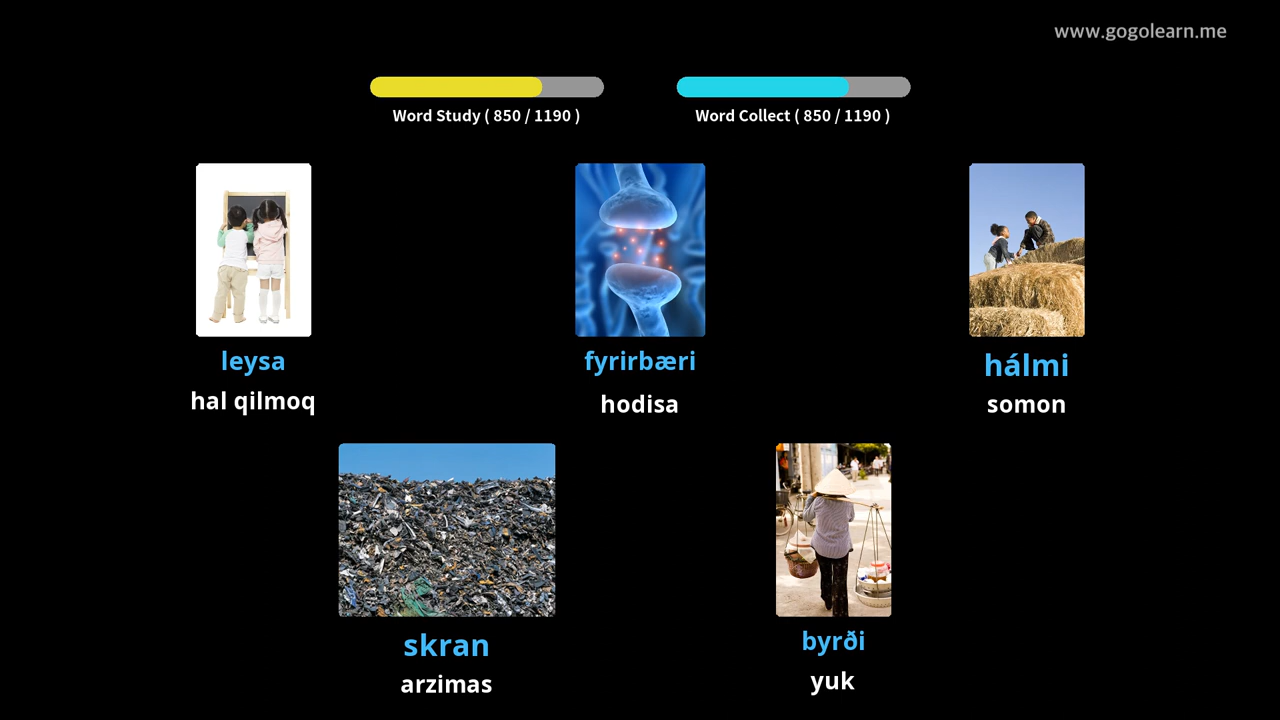 www.gogolearn.me
Word Study ( 850 / 1190 )
Word Collect ( 850 / 1190 )
leysa
hal qilmoq
fyrirbæri
hodisa
hálmi
somon
skran
arzimas
byrði
yuk